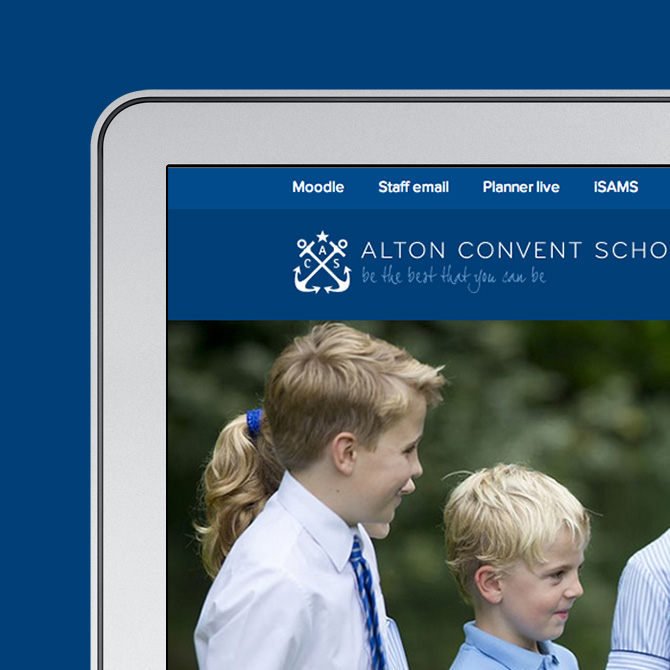 Moodle Staff email Planner live iSAMS
A
C S
ALTON CONVENT SCHO
be the best that you can be